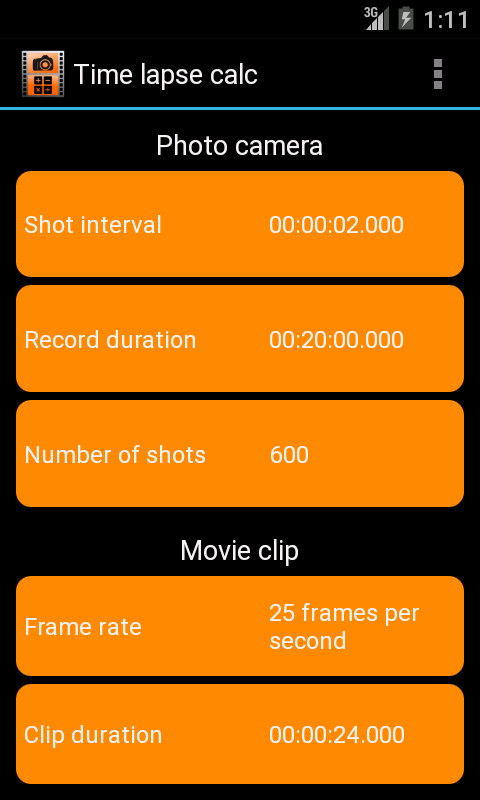 3G 1:11
Time lapse calc
Photo camera
Shot interval 00:00:02.000
Record duration 00:20:00.000
Number of shots 600
Movie clip
Frame rate 25 frames per
second
Clip duration 00:00:24.000